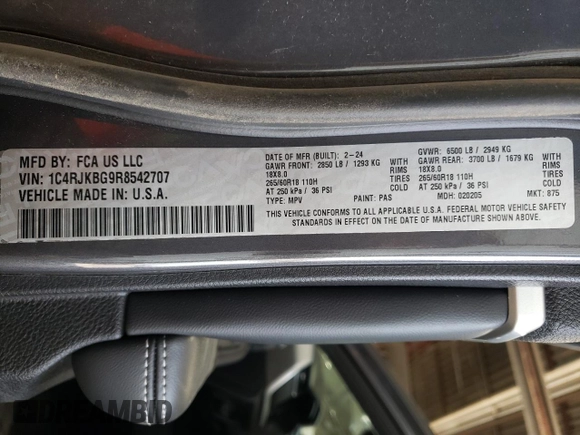 MFD BY: FCA US LLC
VIN: 1C4RJKBG9R8542707
VEHICLE MADE IN: U.S.A.
DATE OF MFR (BUILT): 2-24
GAWR FRONT: 2850 LB / 1293 KG
18X8.0
265/60R18 110H
AT 250 kPa / 36 PSI
TYPE: MPV
PAINT: PAS
WITH
RIMS
TIRES
GVWR: 6500 LB / 2949 KG
GAWR REAR: 3700 LB / 1679 KG
18X8.0
265/60R18 110H
AT 250 kPa / 36 PSI
MDH: 020205
WITH
RIMS
TIRES
MKT: 875
THIS VEHICLE CONFORMS TO ALL APPLICABLE U.S.A. FEDERAL MOTOR VEHICLE SAFETY
STANDARDS IN EFFECT ON THE DATE OF MANUFACTURE SHOWN ABOVE.
DREAMBID